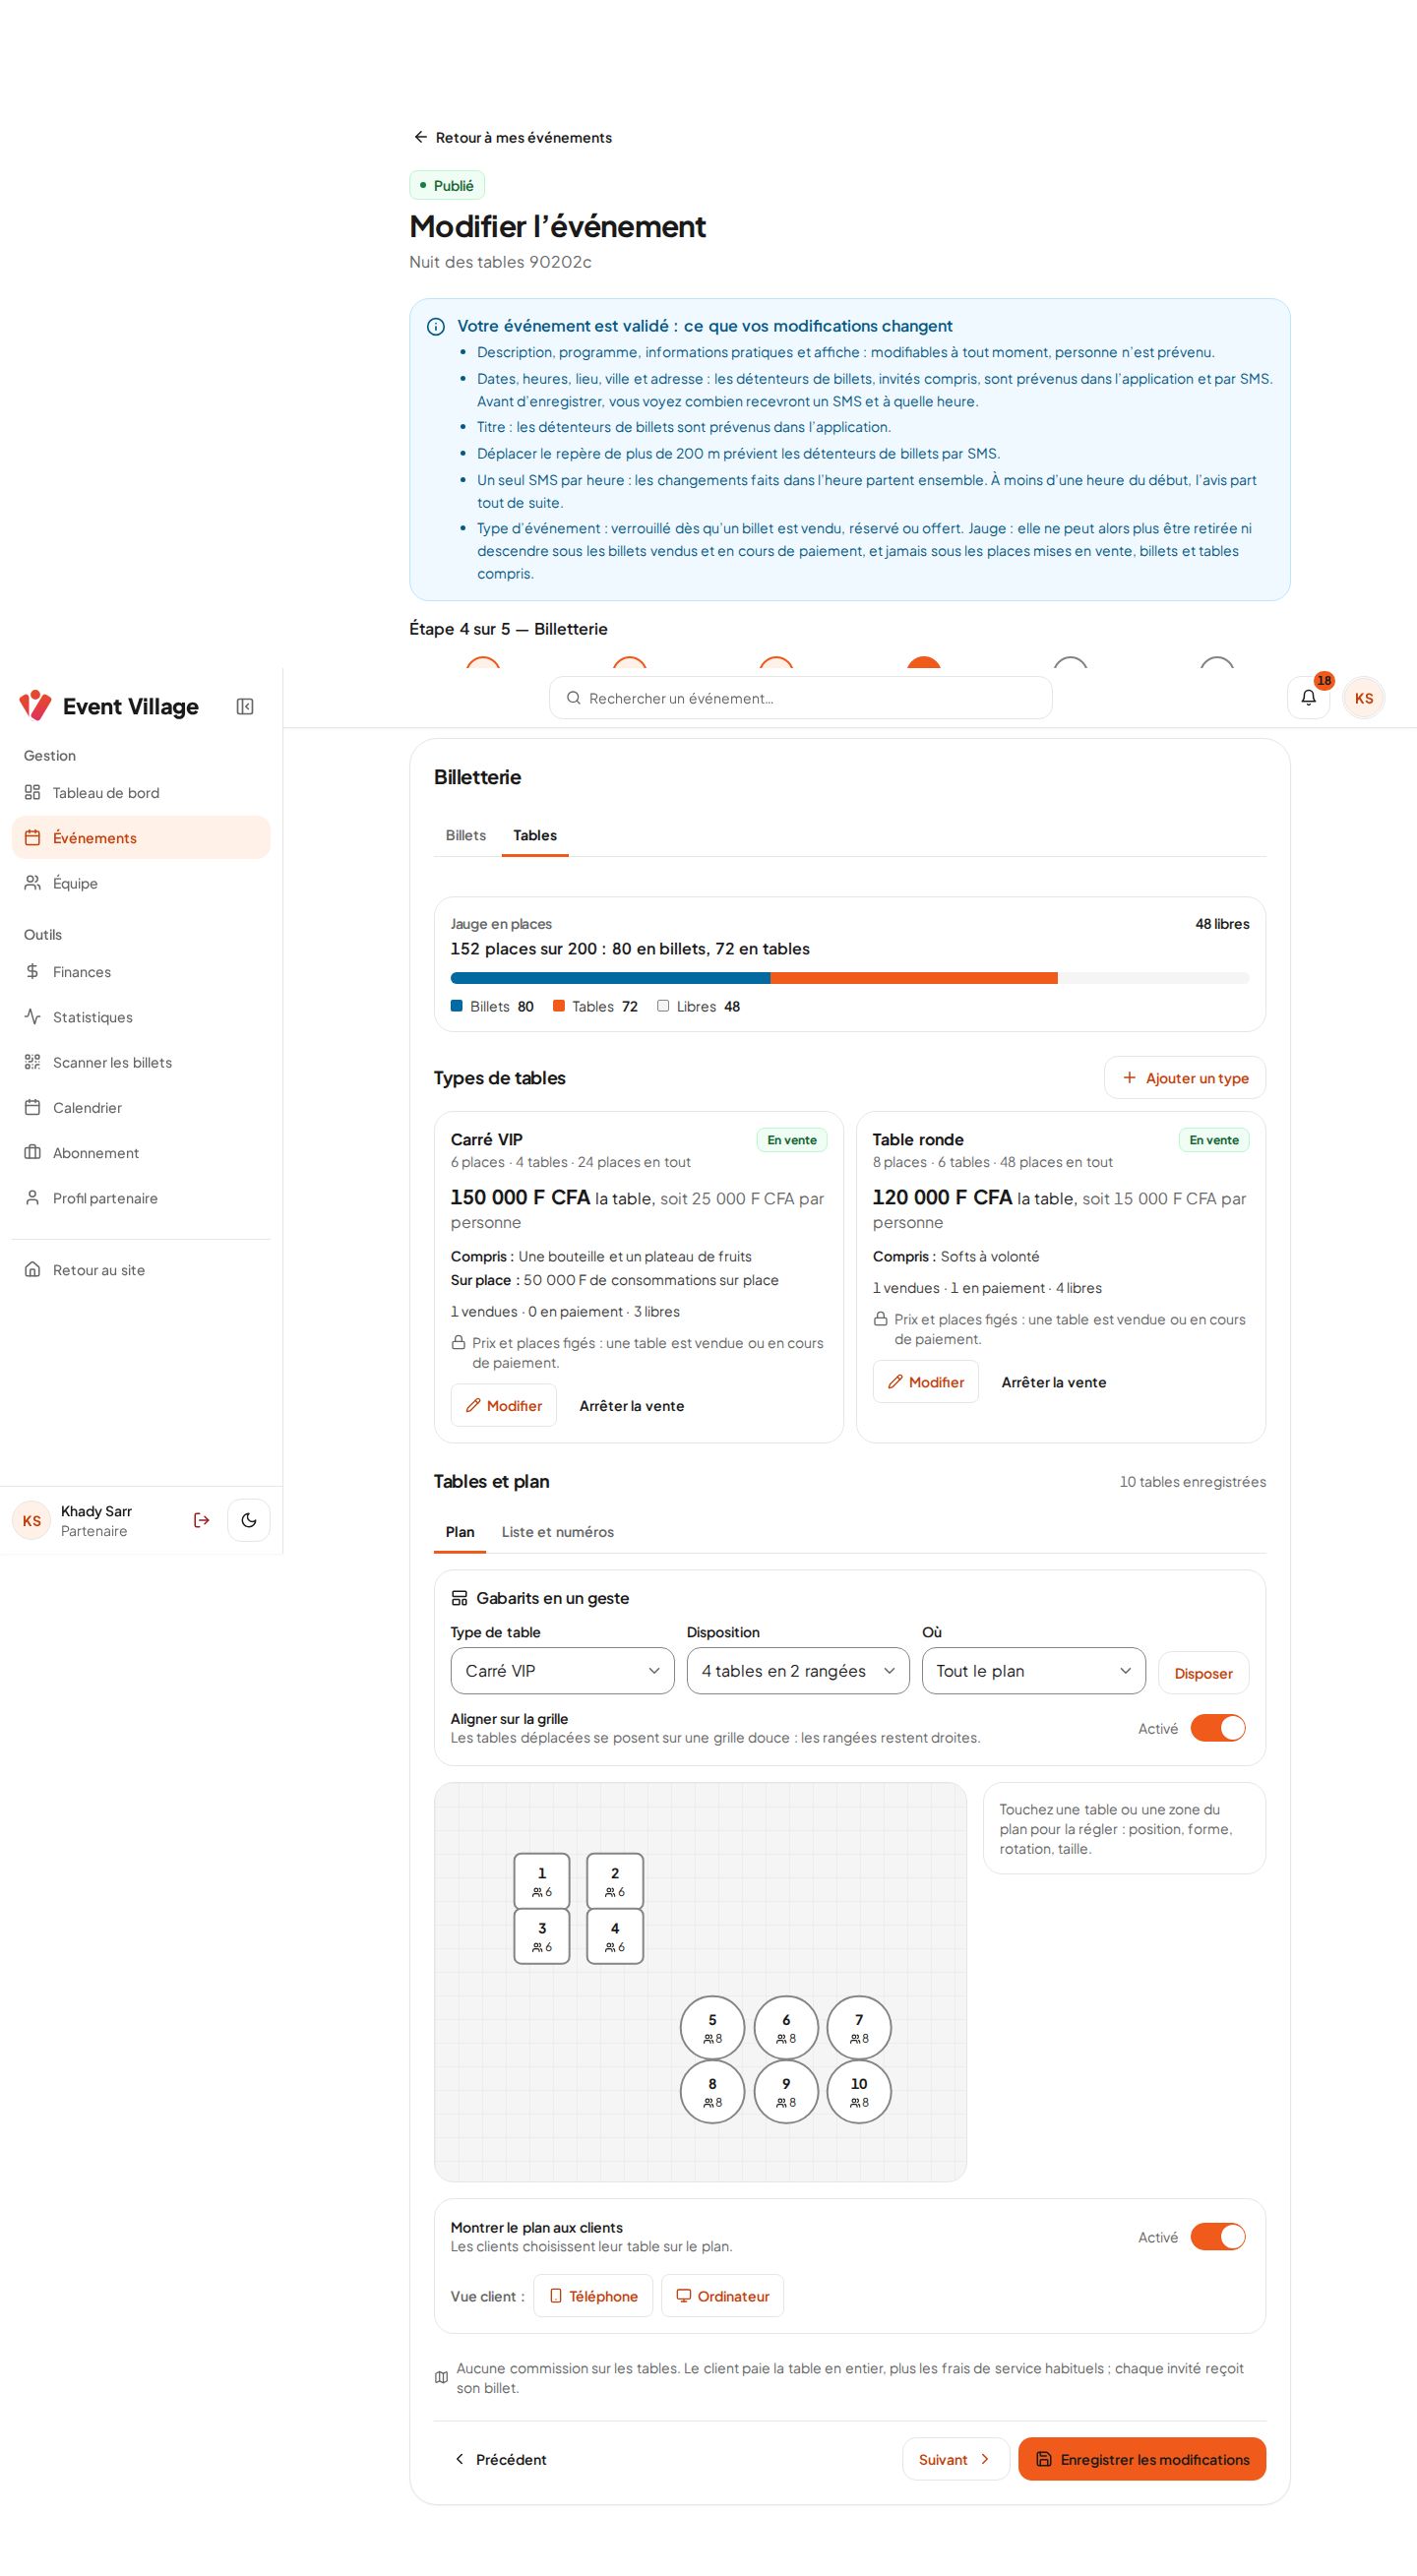 Retour à mes événements
Publié
Modifier l’événement
Nuit des tables 90202c
Votre événement est validé : ce que vos modifications changent
Description, programme, informations pratiques et affiche : modifiables à tout moment, personne n’est prévenu.
Dates, heures, lieu, ville et adresse : les détenteurs de billets, invités compris, sont prévenus dans l’application et par SMS.
Avant d’enregistrer, vous voyez combien recevront un SMS et à quelle heure.
Titre : les détenteurs de billets sont prévenus dans l’application.
Déplacer le repère de plus de 200 m prévient les détenteurs de billets par SMS.
Un seul SMS par heure : les changements faits dans l’heure partent ensemble. À moins d’une heure du début, l’avis part
tout de suite.
Type d’événement : verrouillé dès qu’un billet est vendu, réservé ou offert. Jauge : elle ne peut alors plus être retirée ni
descendre sous les billets vendus et en cours de paiement, et jamais sous les places mises en vente, billets et tables
compris.
Étape 4 sur 5 — Billetterie
Event Village
Rechercher un événement…
18
KS
Gestion
Tableau de bord
Événements
Équipe
Outils
Finances
Statistiques
Scanner les billets
Calendrier
Abonnement
Profil partenaire
Retour au site
KS
Khady Sarr
Partenaire
Billetterie
Billets Tables
Jauge en places 48 libres
152 places sur 200 : 80 en billets, 72 en tables
Billets 80 Tables 72 Libres 48
Types de tables
Ajouter un type
Carré VIP En vente
6 places · 4 tables · 24 places en tout
150 000 F CFA la table, soit 25 000 F CFA par
personne
Compris : Une bouteille et un plateau de fruits
Sur place : 50 000 F de consommations sur place
1 vendues · 0 en paiement · 3 libres
Prix et places figés : une table est vendue ou en cours
de paiement.
Modifier Arrêter la vente
Table ronde En vente
8 places · 6 tables · 48 places en tout
120 000 F CFA la table, soit 15 000 F CFA par
personne
Compris : Softs à volonté
1 vendues · 1 en paiement · 4 libres
Prix et places figés : une table est vendue ou en cours
de paiement.
Modifier Arrêter la vente
Tables et plan 10 tables enregistrées
Plan Liste et numéros
Gabarits en un geste
Type de table Disposition Où
Carré VIP 4 tables en 2 rangées Tout le plan Disposer
Aligner sur la grille
Les tables déplacées se posent sur une grille douce : les rangées restent droites.
Activé
1 2
6 6
3 4
6 6
5 6 7
8 8 8
8 9 10
8 8 8
Touchez une table ou une zone du
plan pour la régler : position, forme,
rotation, taille.
Montrer le plan aux clients
Les clients choisissent leur table sur le plan.
Activé
Vue client : Téléphone Ordinateur
Aucune commission sur les tables. Le client paie la table en entier, plus les frais de service habituels ; chaque invité reçoit
son billet.
Précédent Suivant Enregistrer les modifications